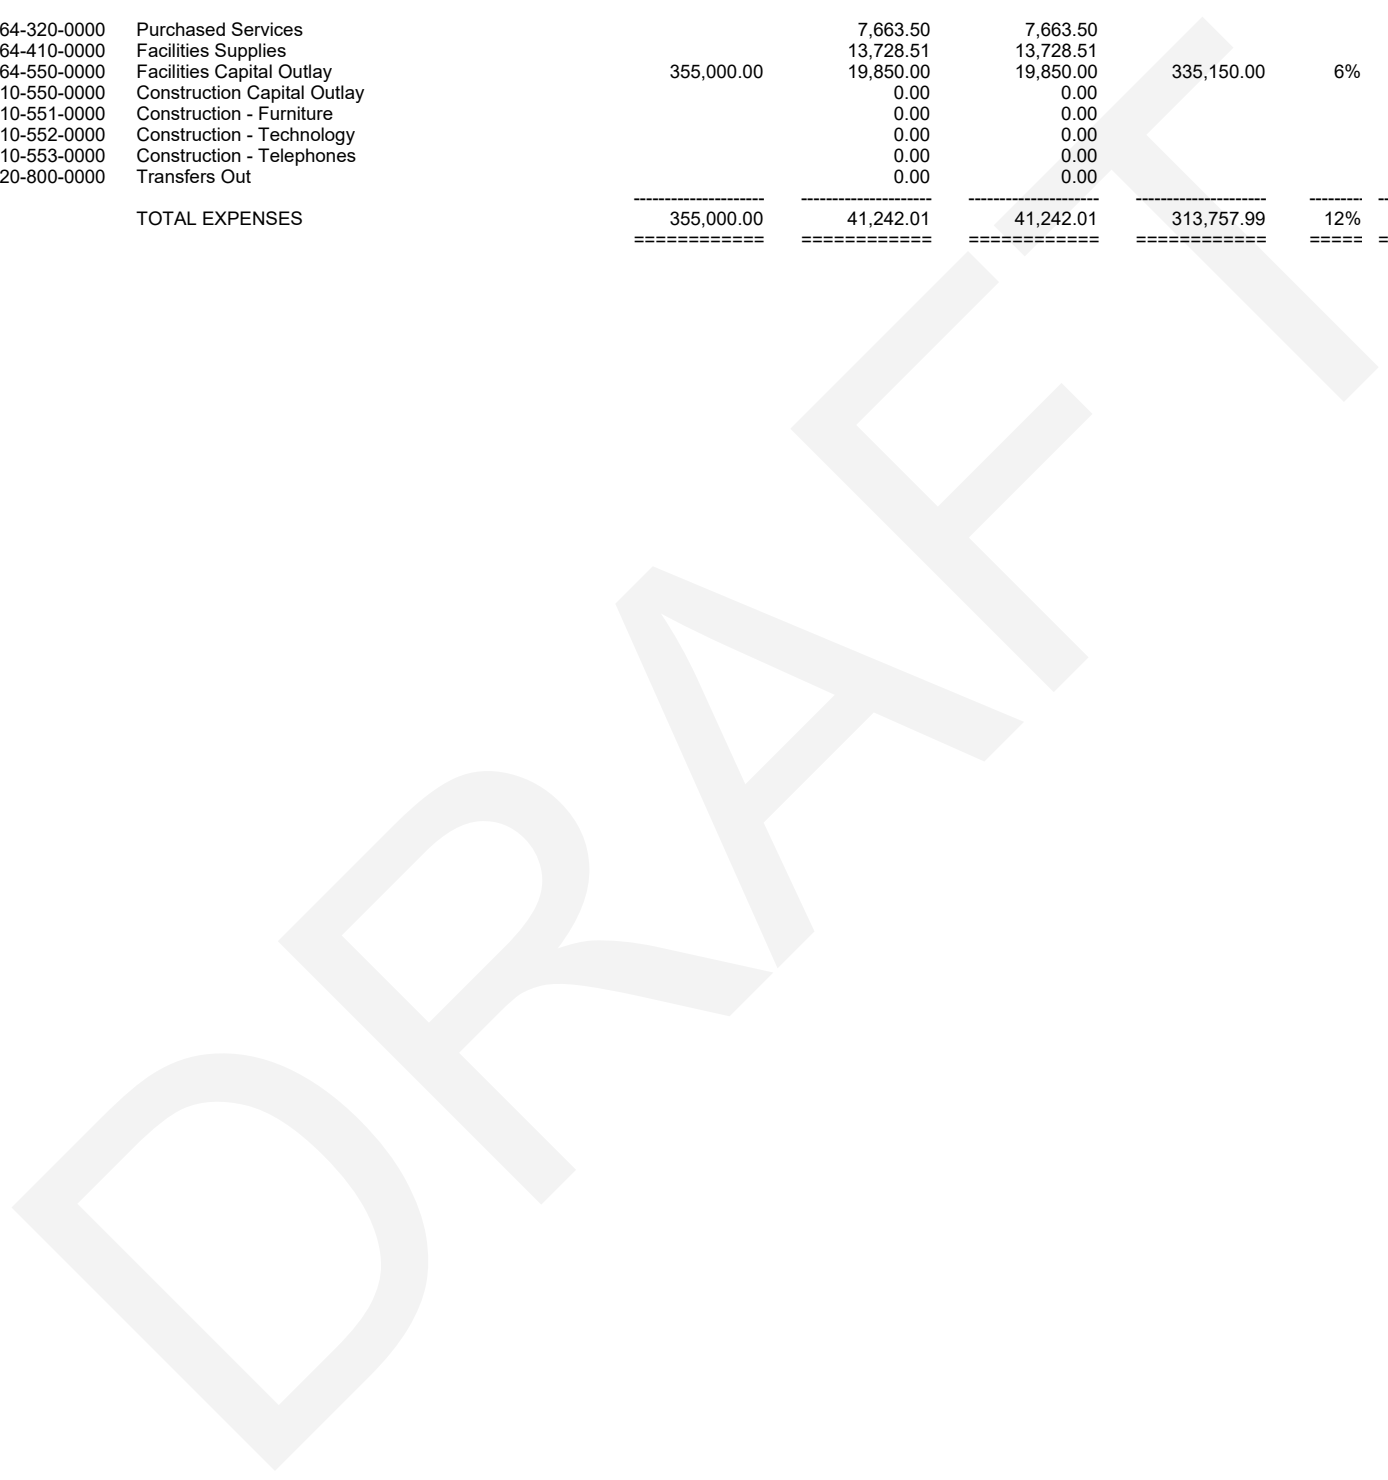 64-320-0000 Purchased Services 7,663.50 7,663.50
64-410-0000 Facilities Supplies 13,728.51 13,728.51
64-550-0000 Facilities Capital Outlay 355,000.00 19,850.00 19,850.00 335,150.00 6%
10-550-0000 Construction Capital Outlay 0.00 0.00
10-551-0000 Construction - Furniture 0.00 0.00
10-552-0000 Construction - Technology 0.00 0.00
10-553-0000 Construction - Telephones 0.00 0.00
20-800-0000 Transfers Out 0.00 0.00
--------------------- --------------------- --------------------- --------------------- -------- --
TOTAL EXPENSES 355,000.00 41,242.01 41,242.01 313,757.99 12%
============ ============ ============ ============ ===== =
DRAFT